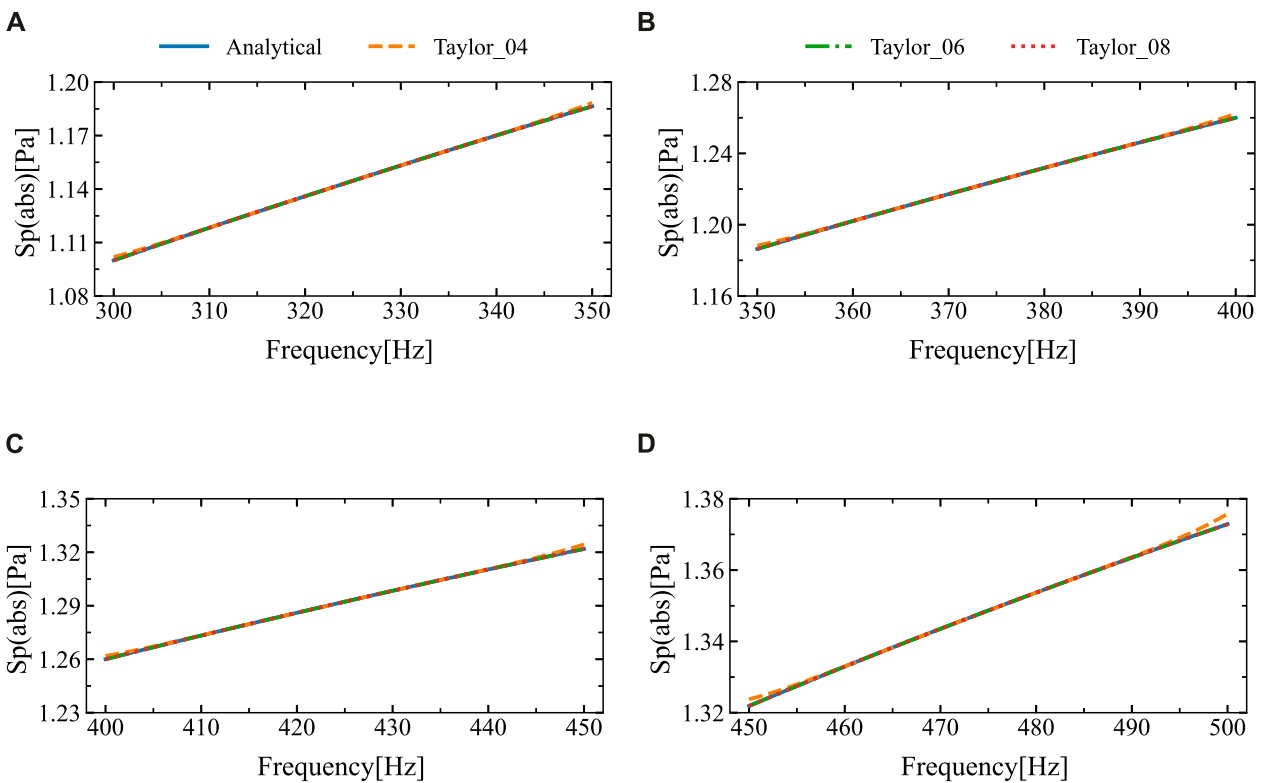 A
B
Analytical Taylor_04
Taylor_06 Taylor_08
Sp(abs)[Pa]
1.20
1.17
1.14
1.11
1.08
300 310 320 330 340 350
Frequency[Hz]
Sp(abs)[Pa]
1.28
1.24
1.20
1.16
350 360 370 380 390 400
Frequency[Hz]
C
D
Sp(abs)[Pa]
1.35
1.32
1.29
1.26
1.23
400 410 420 430 440 450
Frequency[Hz]
Sp(abs)[Pa]
1.38
1.36
1.34
1.32
450 460 470 480 490 500
Frequency[Hz]